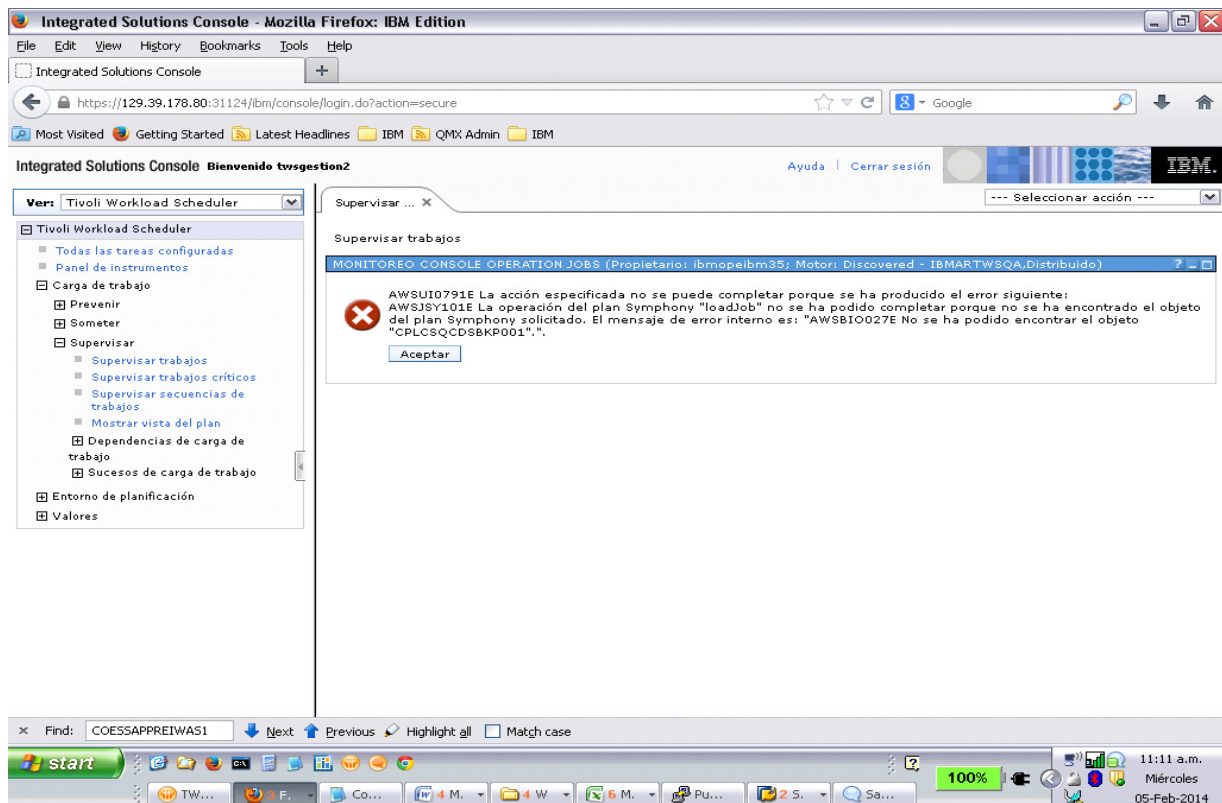 Integrated Solutions Console - Mozilla Firefox: IBM Edition
File Edit View History Bookmarks Tools Help
Integrated Solutions Console
https://129.39.178.80:31124/ibm/console/login.do?action=secure
Google
Most Visited Getting Started Latest Headlines IBM QMX Admin IBM
Integrated Solutions Console Bienvenido twsgestion2
Ayuda Cerrar sesión
IBM.
Ver: Tivoli Workload Scheduler
Supervisar ...
--- Seleccionar acción ---
Tivoli Workload Scheduler
Todas las tareas configuradas
Panel de instrumentos
Carga de trabajo
Prevenir
Someter
Supervisar
Supervisar trabajos
Supervisar trabajos críticos
Supervisar secuencias de
trabajos
Mostrar vista del plan
Dependencias de carga de
trabajo
Sucesos de carga de trabajo
Entorno de planificación
Valores
Supervisar trabajos
MONITOREO CONSOLE OPERATION JOBS (Propietario: ibmopeibm35; Motor: Discovered - IBMARTWSQA,Distribuido)
AWSUI0791E La acción especificada no se puede completar porque se ha producido el error siguiente:
AWSJSY101E La operación del plan Symphony "loadJob" no se ha podido completar porque no se ha encontrado el objeto
del plan Symphony solicitado. El mensaje de error interno es: "AWSBIO027E No se ha podido encontrar el objeto
"CPLCSQCDSBKP001".".
Aceptar
Find: COESSAPPREIWAS1 Next Previous Highlight all Match case
start
100%
11:11 a.m.
Miércoles
05-Feb-2014
TW... 3 F. Co... 4 M. 4 W 6 M. Pu... 2 S. Sa...